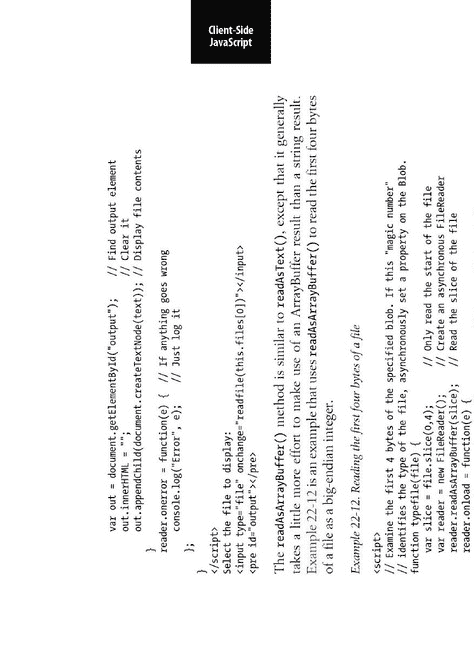 Client-Side
JavaScript
var out = document.getElementById("output");   // Find output element
out.innerHTML = "";                            // Clear it
out.appendChild(document.createTextNode(text)); // Display file contents
}
reader.onerror = function(e) {  // If anything goes wrong
console.log("Error", e);    // Just log it
};
}
</script>
Select the file to display:
<input type="file" onchange="readfile(this.files[0])"></input>
<pre id="output"></pre>
The readAsArrayBuffer() method is similar to readAsText(), except that it generally
takes a little more effort to make use of an ArrayBuffer result than a string result.
Example 22-12 is an example that uses readAsArrayBuffer() to read the first four bytes
of a file as a big-endian integer.
Example 22-12. Reading the first four bytes of a file
<script>
// Examine the first 4 bytes of the specified blob. If this "magic number"
// identifies the type of the file, asynchronously set a property on the Blob.
function typefile(file) {
var slice = file.slice(0,4);      // Only read the start of the file
var reader = new FileReader();    // Create an asynchronous FileReader
reader.readAsArrayBuffer(slice);  // Read the slice of the file
reader.onload = function(e) {